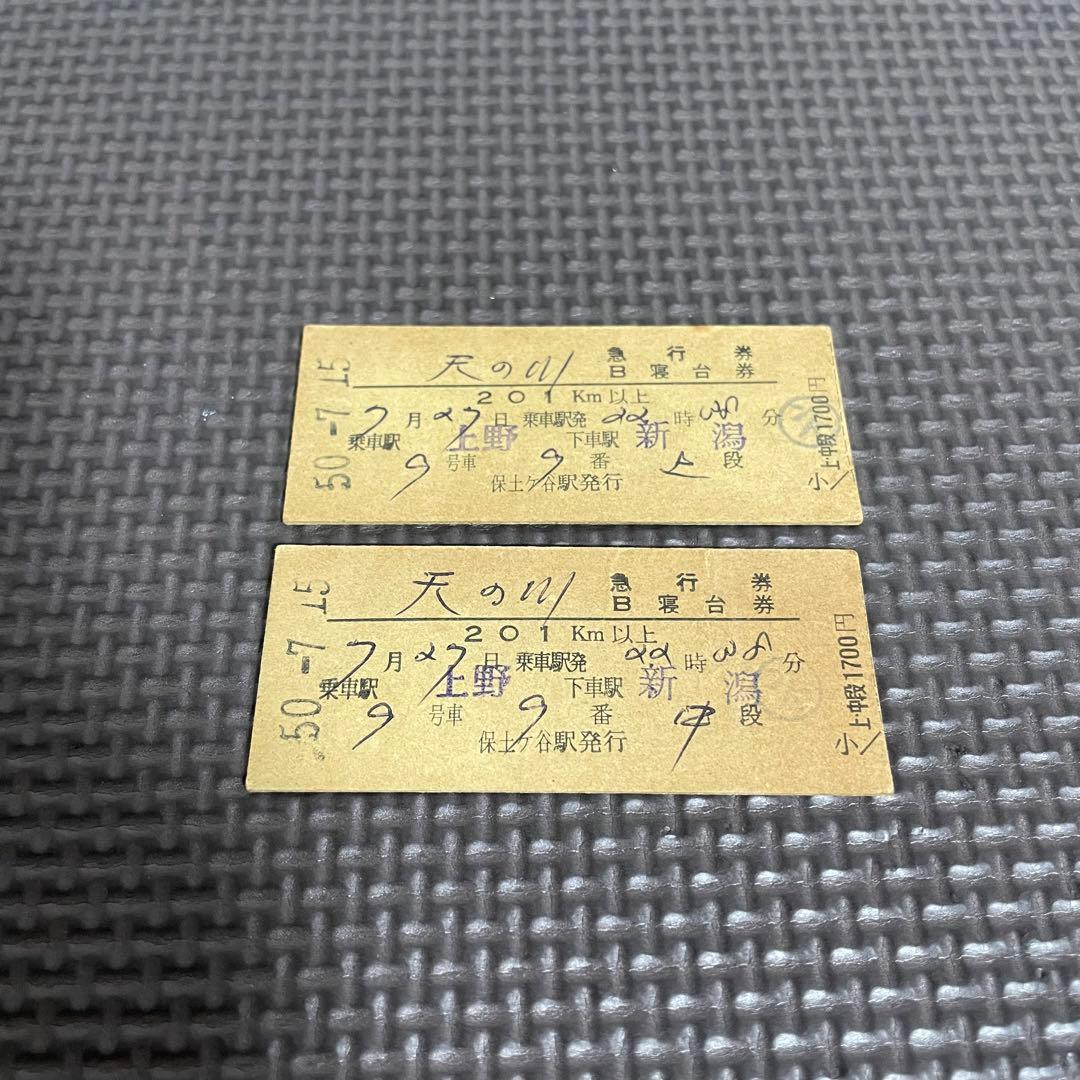 50.-7.15
天の川 急行券
B寝台券
201Km以上
7月27日 乗車駅発 22時38分
乗車駅 上野 下車駅 新潟
9号車 9番 上段
保土ケ谷駅発行
小 上・中段1700円
50.-7.15
天の川 急行券
B寝台券
201Km以上
7月27日 乗車駅発 22時38分
乗車駅 上野 下車駅 新潟
9号車 9番 中段
保土ケ谷駅発行
小 上・中段1700円